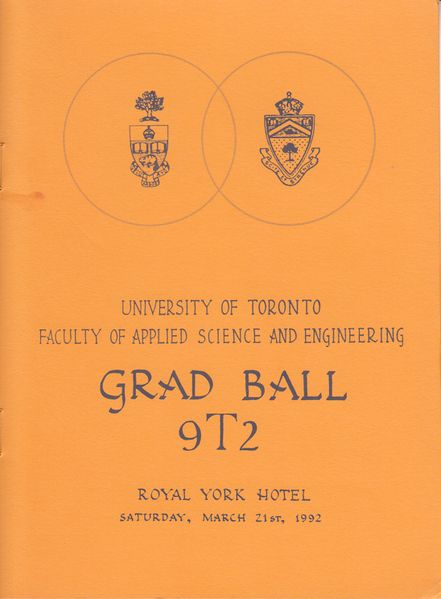 UNIVERSITY OF TORONTO
FACULTY OF APPLIED SCIENCE AND ENGINEERING
GRAD BALL
9T2
ROYAL YORK HOTEL
SATURDAY, MARCH 21st, 1992